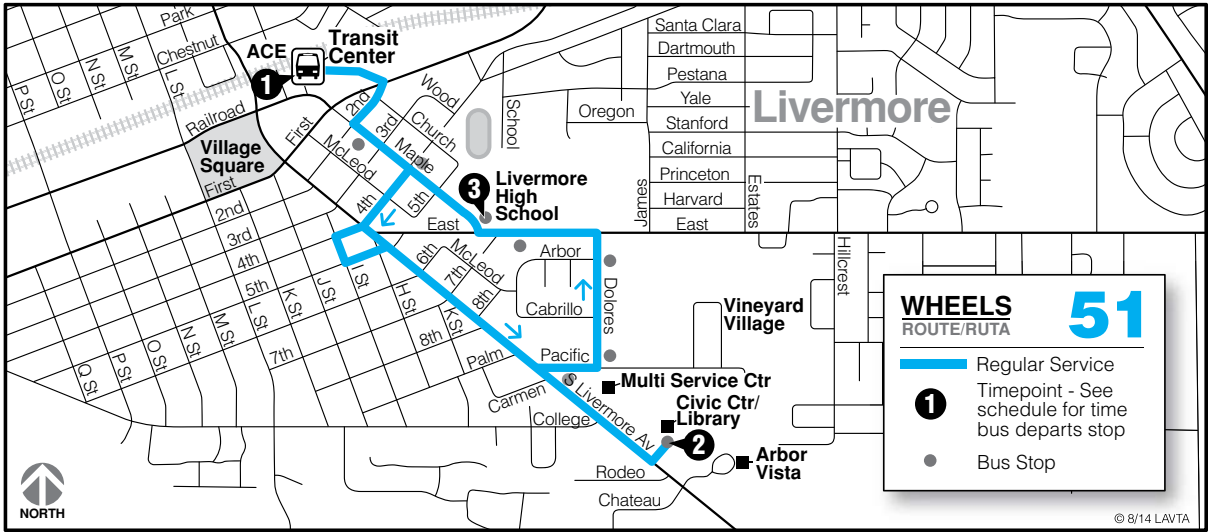 Park
Chestnut
P St
O St
N St
M St
L St
ACE
1
Transit
Center
Railroad
Village
Square
First
First
McLeod
2nd
3rd
Maple
Wood
Church
School
4th
5th
3
Livermore
High
School
East
Oregon
Santa Clara
Dartmouth
Pestana
Yale
Stanford
California
Princeton
Harvard
East
James
Estates
Livermore
Hillcrest
2nd
3rd
4th
5th
7th
Q St
P St
O St
N St
M St
L St
K St
J St
I St
H St
K St
6th
7th
8th
8th
McLeod
Arbor
Cabrillo
Dolores
Pacific
Palm
Carmen
College
S Livermore Av
Multi Service Ctr
Civic Ctr/
Library
2
Vineyard
Village
Arbor
Vista
Rodeo
Chateau
WHEELS
ROUTE/RUTA
51
Regular Service
1
Timepoint - See
schedule for time
bus departs stop
Bus Stop
NORTH
© 8/14 LAVTA